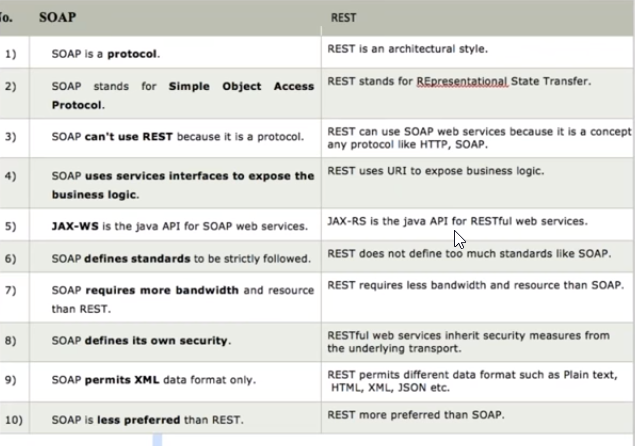 No. SOAP REST
1) SOAP is a protocol. REST is an architectural style.
2) SOAP stands for Simple Object Access REST stands for REpresentational State Transfer.
Protocol.
3) SOAP can't use REST because it is a protocol. REST can use SOAP web services because it is a concept
any protocol like HTTP, SOAP.
4) SOAP uses services interfaces to expose the REST uses URI to expose business logic.
business logic.
5) JAX-WS is the java API for SOAP web services. JAX-RS is the java API for RESTful web services.
6) SOAP defines standards to be strictly followed. REST does not define too much standards like SOAP.
7) SOAP requires more bandwidth and resource REST requires less bandwidth and resource than SOAP.
than REST.
8) SOAP defines its own security. RESTful web services inherit security measures from
the underlying transport.
9) SOAP permits XML data format only. REST permits different data format such as Plain text,
HTML, XML, JSON etc.
10) SOAP is less preferred than REST. REST more preferred than SOAP.